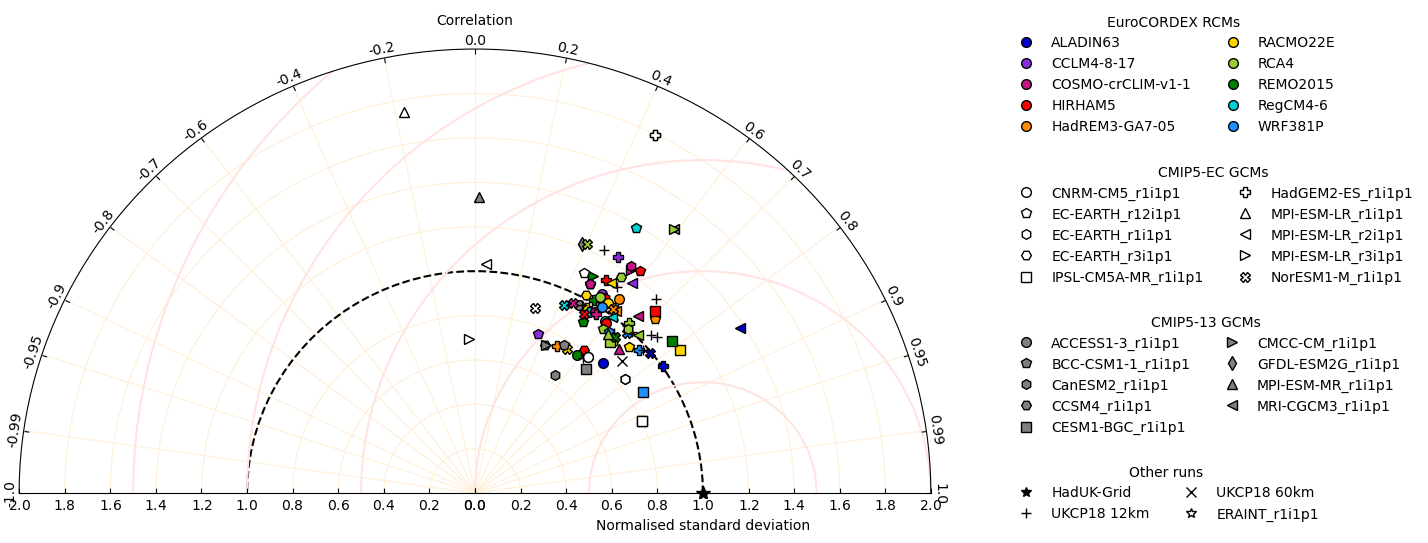 Correlation
-0.2 0.0 0.2
-0.4 0.4
-0.6 0.6
-0.7 0.7
-0.8 0.8
-0.9 0.9
-0.95 0.95
-0.99 0.99
-1.0 1.0
2.0 1.8 1.6 1.4 1.2 1.0 0.8 0.6 0.4 0.2 0.0 0.2 0.4 0.6 0.8 1.0 1.2 1.4 1.6 1.8 2.0
Normalised standard deviation
EuroCORDEX RCMs
ALADIN63 RACMO22E
CCLM4-8-17 RCA4
COSMO-crCLIM-v1-1 REMO2015
HIRHAM5 RegCM4-6
HadREM3-GA7-05 WRF381P
CMIP5-EC GCMs
CNRM-CM5_r1i1p1 HadGEM2-ES_r1i1p1
EC-EARTH_r12i1p1 MPI-ESM-LR_r1i1p1
EC-EARTH_r1i1p1 MPI-ESM-LR_r2i1p1
EC-EARTH_r3i1p1 MPI-ESM-LR_r3i1p1
IPSL-CM5A-MR_r1i1p1 NorESM1-M_r1i1p1
CMIP5-13 GCMs
ACCESS1-3_r1i1p1 CMCC-CM_r1i1p1
BCC-CSM1-1_r1i1p1 GFDL-ESM2G_r1i1p1
CanESM2_r1i1p1 MPI-ESM-MR_r1i1p1
CCSM4_r1i1p1 MRI-CGCM3_r1i1p1
CESM1-BGC_r1i1p1
Other runs
HadUK-Grid UKCP18 60km
UKCP18 12km ERAINT_r1i1p1